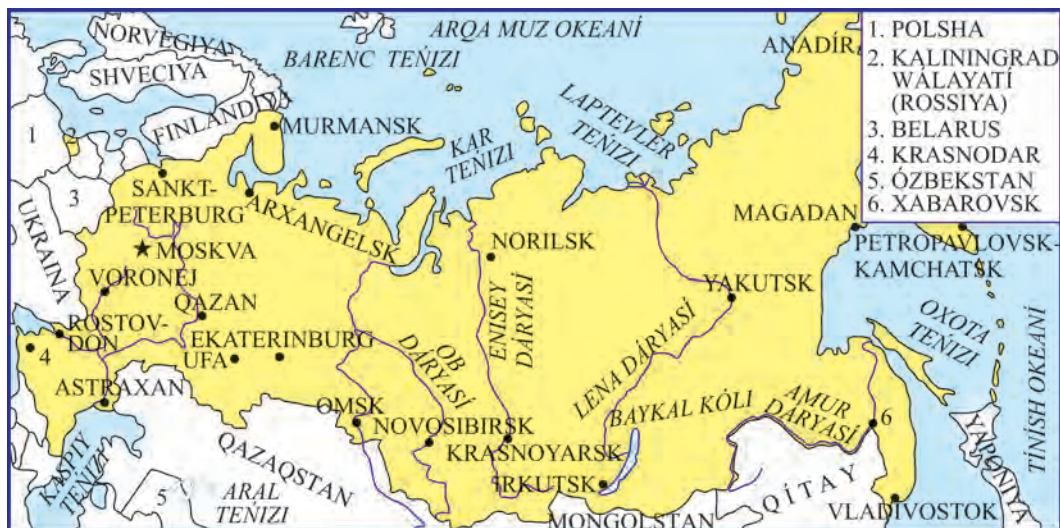 NORVEGIYA
SHVECIYA
FINLANDIYA
ARQA MUZ OKEANÍ
BARENC TEŃIZI
KAR
TEŃIZI
LAPTEVLER
TEŃIZI
ANADÍR
1. POLSHA
2. KALININGRAD
WÁLAYATÍ
(ROSSIYA)
3. BELARUS
4. KRASNODAR
5. ÓZBEKSTAN
6. XABAROVSK
1
2
3
UKRAINA
MURMANSK
SANKT-
PETERBURG
ARXANGELSK
MOSKVA
VORONEJ
QAZAN
ROSTOV-
DON
4
EKATERINBURG
UFA
ASTRAXAN
NORILSK
ENISEY
DÁRYASÍ
OB
DÁRYASI
OMSK
NOVOSIBIRSK
KRASNOYARSK
IRKUTSK
LENA DÁRYASÍ
BAYKAL KÓLI
YAKUTSK
MAGADAN
PETROPAVLOVSK-
KAMCHATSK
OXOTA
TEŃIZI
AMUR
DÁRYASI
6
VLADIVOSTOK
YAPONIYA
TÍNISH OKEANÍ
KASPIY
TEŃIZI
5
ARAL
TEŃIZI
QAZAQSTAN
MONGOLSTAN
QÍTAY